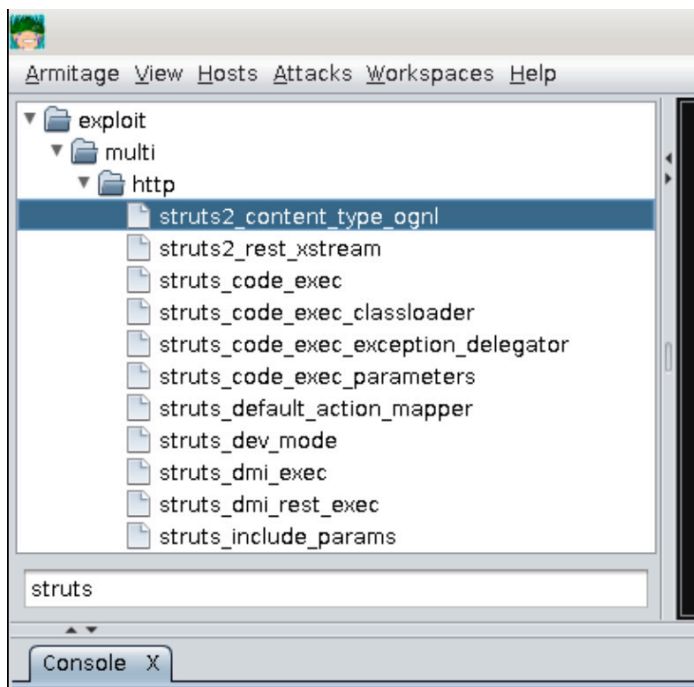 Armitage View Hosts Attacks Workspaces Help
exploit
multi
http
struts2_content_type_ognl
struts2_rest_xstream
struts_code_exec
struts_code_exec_classloader
struts_code_exec_exception_delegator
struts_code_exec_parameters
struts_default_action_mapper
struts_dev_mode
struts_dmi_exec
struts_dmi_rest_exec
struts_include_params
struts
Console X